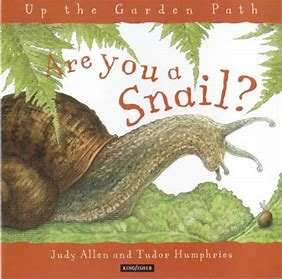 Up the Garden Path
Are you a
Snail?
Judy Allen and Tudor Humphries
KINGFISHER